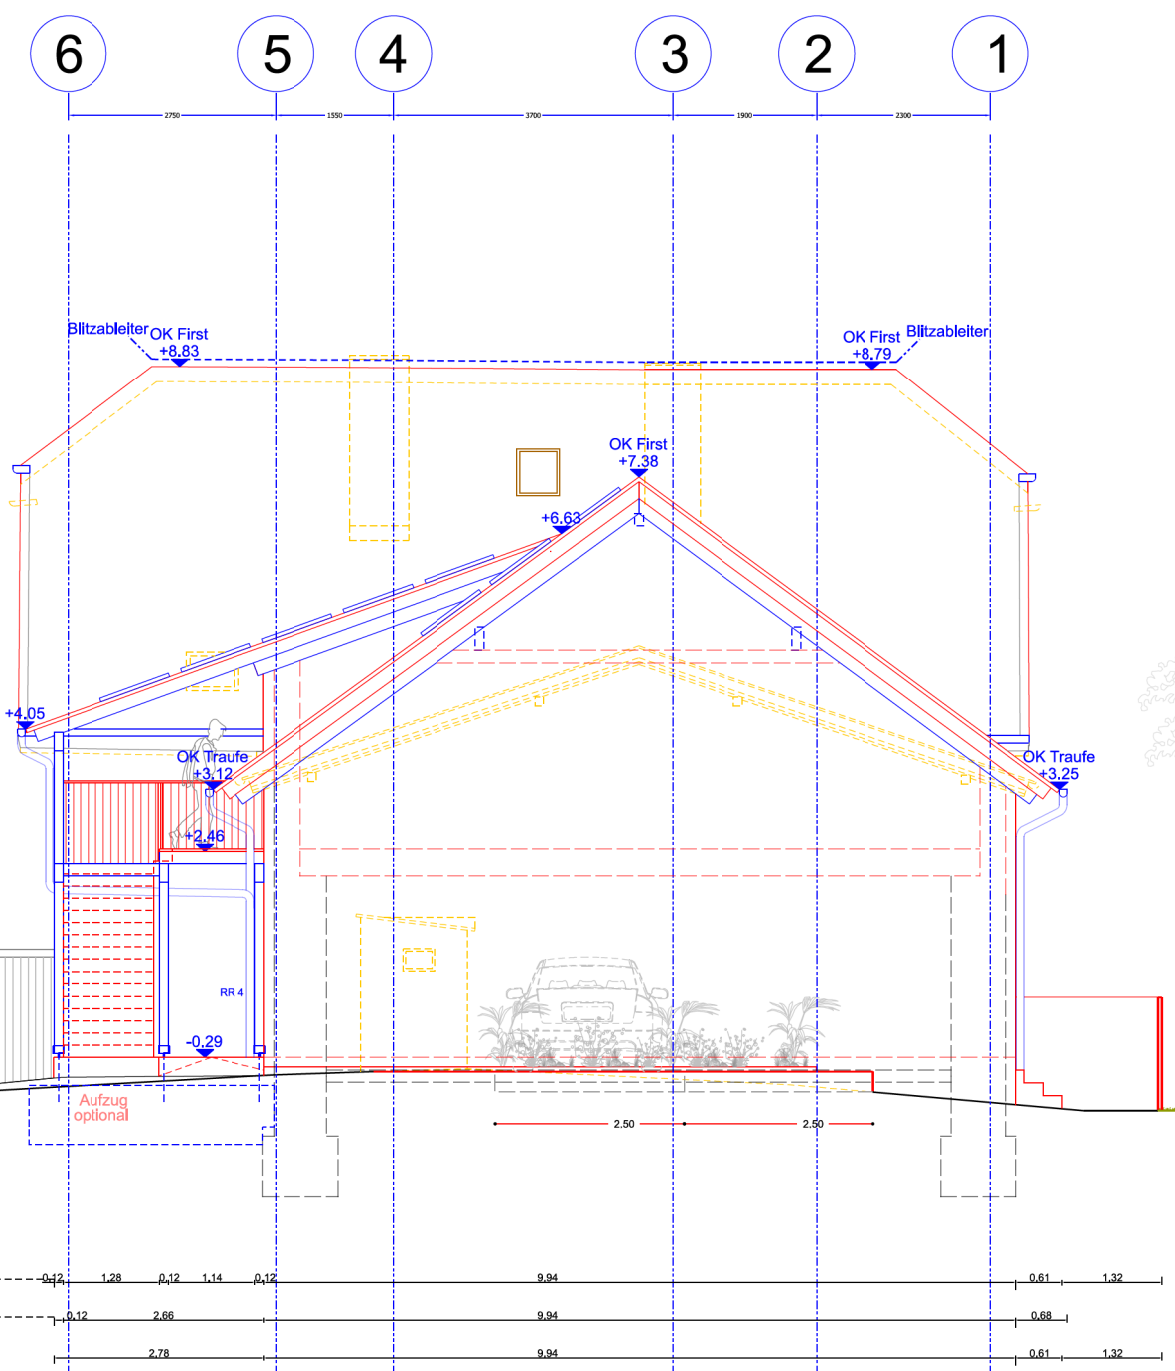 6 5 4 3 2 1
2750 1550 3700 1900 2300
Blitzableiter
OK First
+8.83
OK First
+8.79
Blitzableiter
OK First
+7.38
+6.63
+4.05
OK Traufe
+3.12
OK Traufe
+3.25
+2.46
RR 4
-0.29
Aufzug
optional
2.50 2.50
0,12 1,28 0,12 1,14 0,12 9,94 0,61 1,32
0,12 2,66 9,94 0,68
2,78 9,94 0,61 1,32